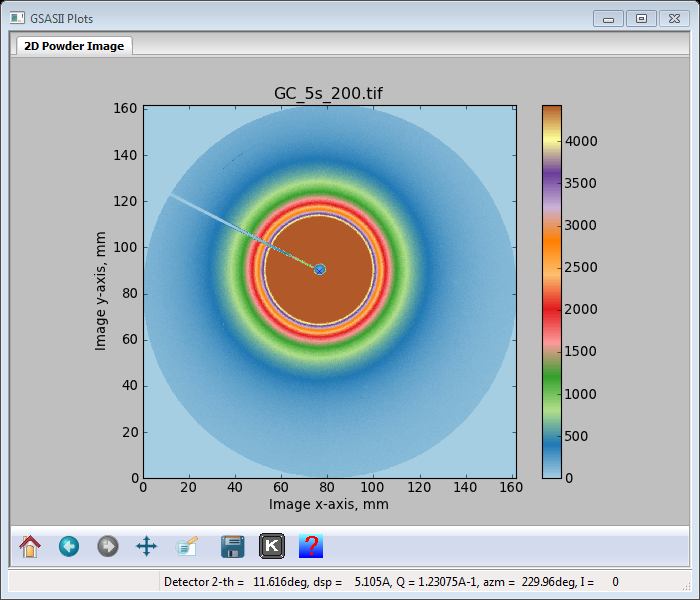 GSASII Plots
2D Powder Image
GC_5s_200.tif
160
140
120
100
80
60
40
20
0
Image y-axis, mm
0 20 40 60 80 100 120 140 160
Image x-axis, mm
4000
3500
3000
2500
2000
1500
1000
500
0
K
?
Detector 2-th = 11.616deg, dsp = 5.105A, Q = 1.23075A-1, azm = 229.96deg, I = 0